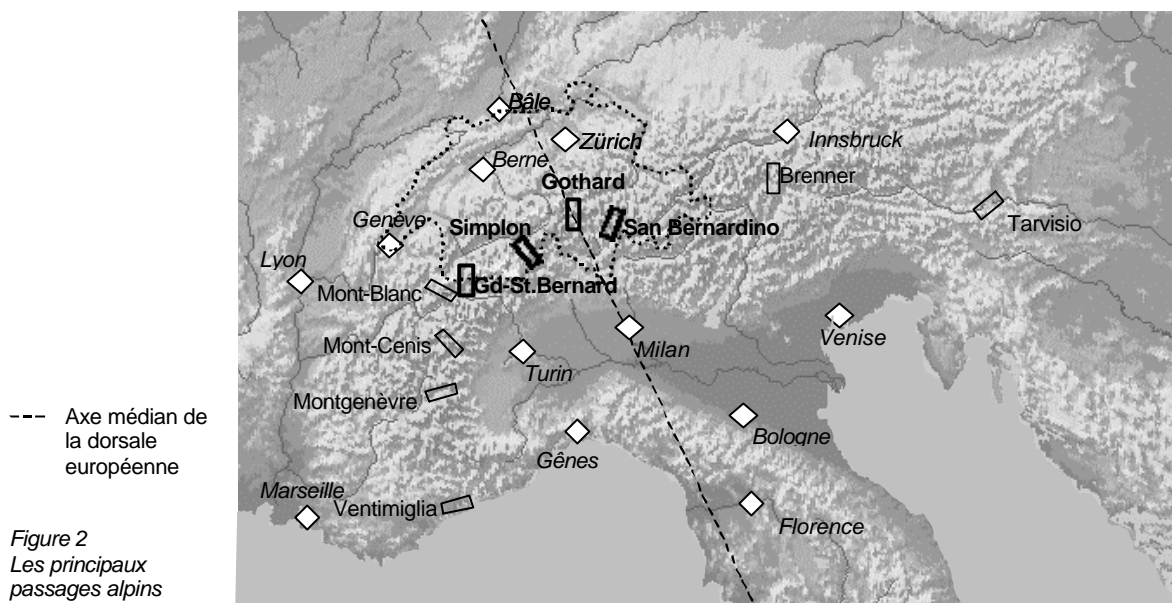 Bâle
Zürich
Innsbruck
Berne
Brenner
Gothard
Genève
Simplon
San Bernardino
Tarvisio
Lyon
Mont-Blanc
Gd-St.Bernard
Venise
Mont-Cenis
Milan
Turin
Montgenèvre
Axe médian de
la dorsale
européenne
Bologne
Gênes
Marseille
Ventimiglia
Florence
Figure 2
Les principaux
passages alpins